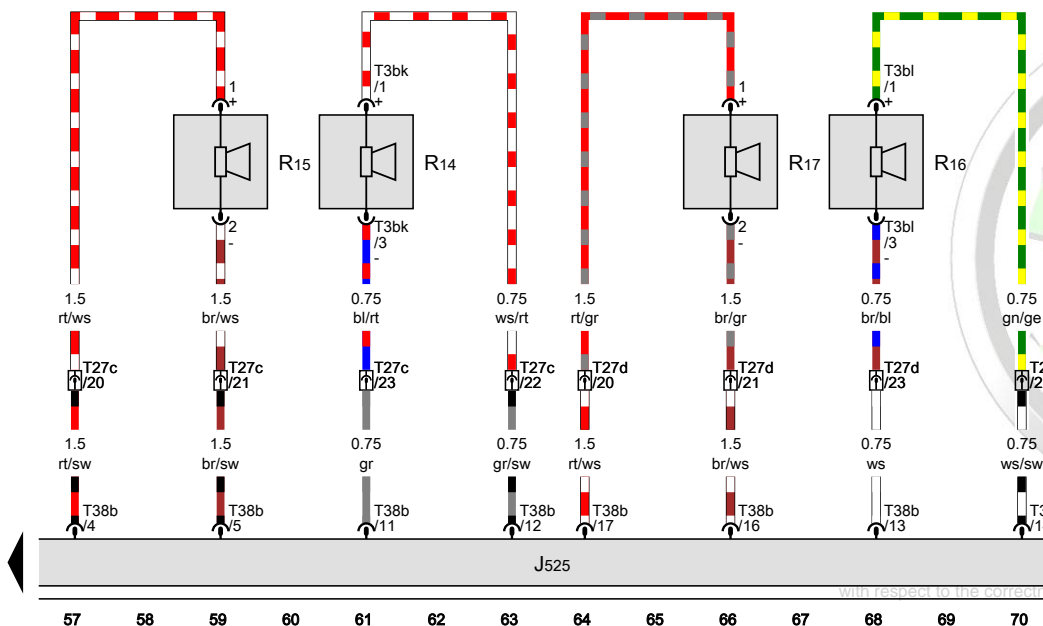 T3bk
/1
+
T3bl
/1
+
1
+
1
+
R15
R14
R17
R16
2
-
T3bk
/3
-
2
-
T3bl
/3
-
1.5 1.5 0.75 0.75 1.5 1.5 0.75 0.75
rt/ws br/ws bl/rt ws/rt rt/gr br/gr br/bl gn/ge
T27c T27c T27c T27c T27d T27d T27d
/20 /21 /23 /22 /20 /21 /23
1.5 1.5 0.75 0.75 1.5 1.5 0.75 0.75
rt/sw br/sw gr gr/sw rt/ws br/ws ws ws/sw
T38b T38b T38b T38b T38b T38b T38b
/4 /5 /11 /12 /17 /16 /13
J525
with respect to the
57 58 59 60 61 62 63 64 65 66 67 68 69 70